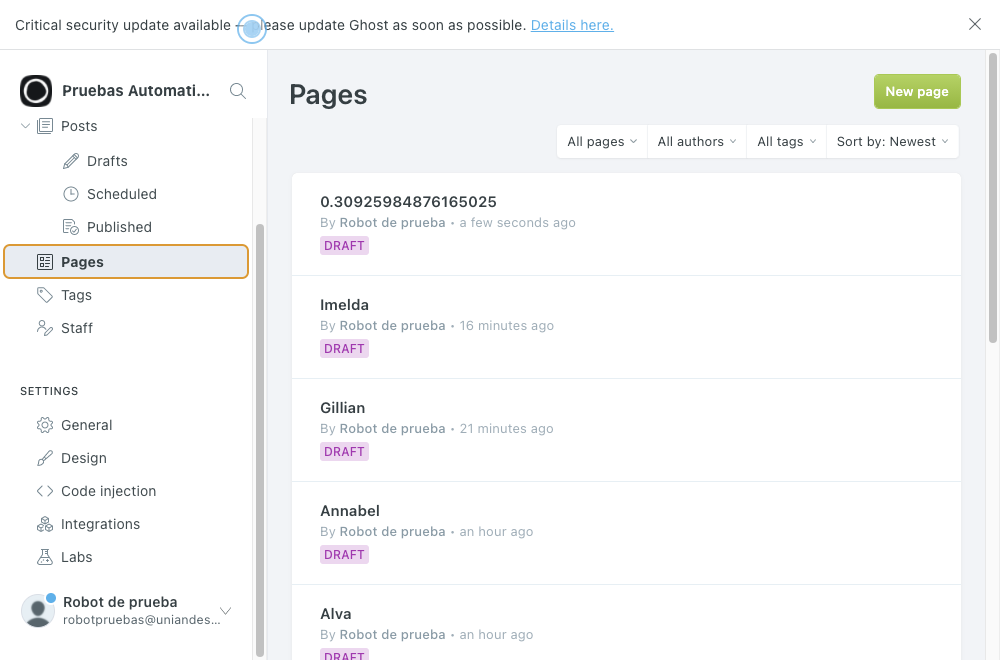 Critical security update available – please update Ghost as soon as possible. Details here.
Pruebas Automati...
Posts
Drafts
Scheduled
Published
Pages
Tags
Staff
SETTINGS
General
Design
Code injection
Integrations
Labs
Robot de prueba
robotpruebas@uniandes...
Pages
New page
All pages
All authors
All tags
Sort by: Newest
0.30925984876165025
By Robot de prueba • a few seconds ago
DRAFT
Imelda
By Robot de prueba • 16 minutes ago
DRAFT
Gillian
By Robot de prueba • 21 minutes ago
DRAFT
Annabel
By Robot de prueba • an hour ago
DRAFT
Alva
By Robot de prueba • an hour ago
DRAFT